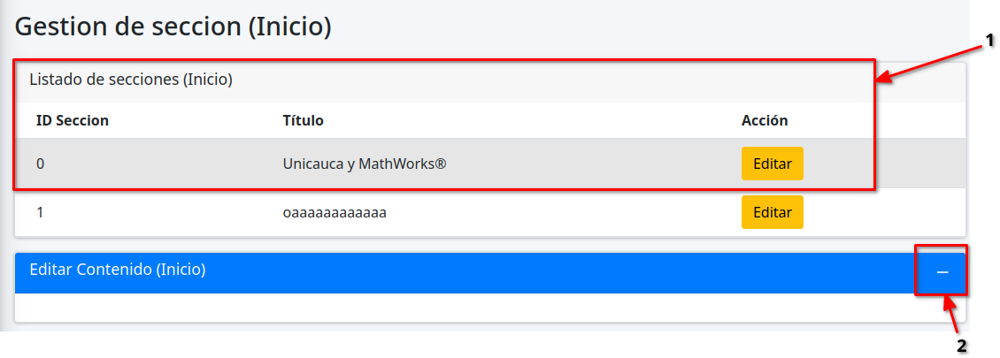 Gestion de seccion (Inicio)
1
Listado de secciones (Inicio)
ID Seccion Título Acción
0 Unicauca y MathWorks® Editar
1 oaaaaaaaaaaaa Editar
Editar Contenido (Inicio)
2